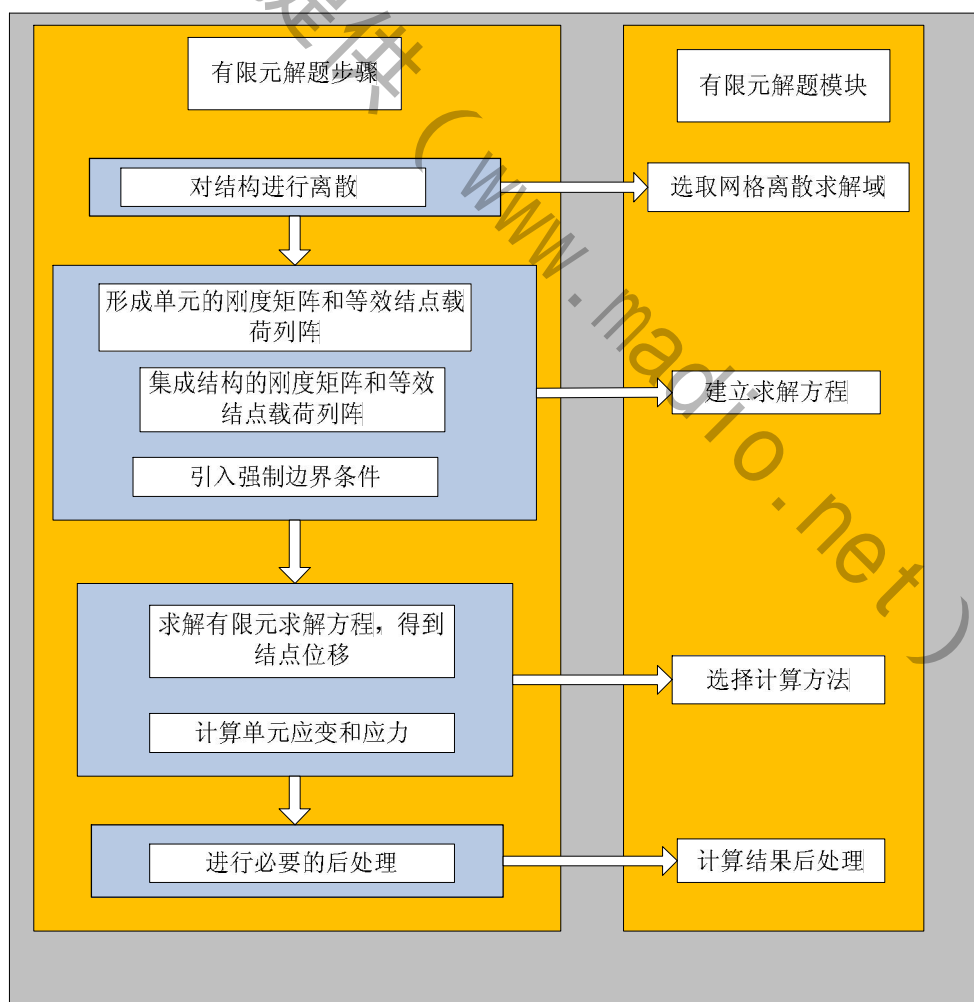 有限元解题步骤
有限元解题模块
对结构进行离散
选取网格离散求解域
形成单元的刚度矩阵和等效结点载
荷列阵
集成结构的刚度矩阵和等效
结点载荷列阵
引入强制边界条件
建立求解方程
求解有限元求解方程，得到
结点位移
计算单元应变和应力
选择计算方法
进行必要的后处理
计算结果后处理
提供（www.madio.net）